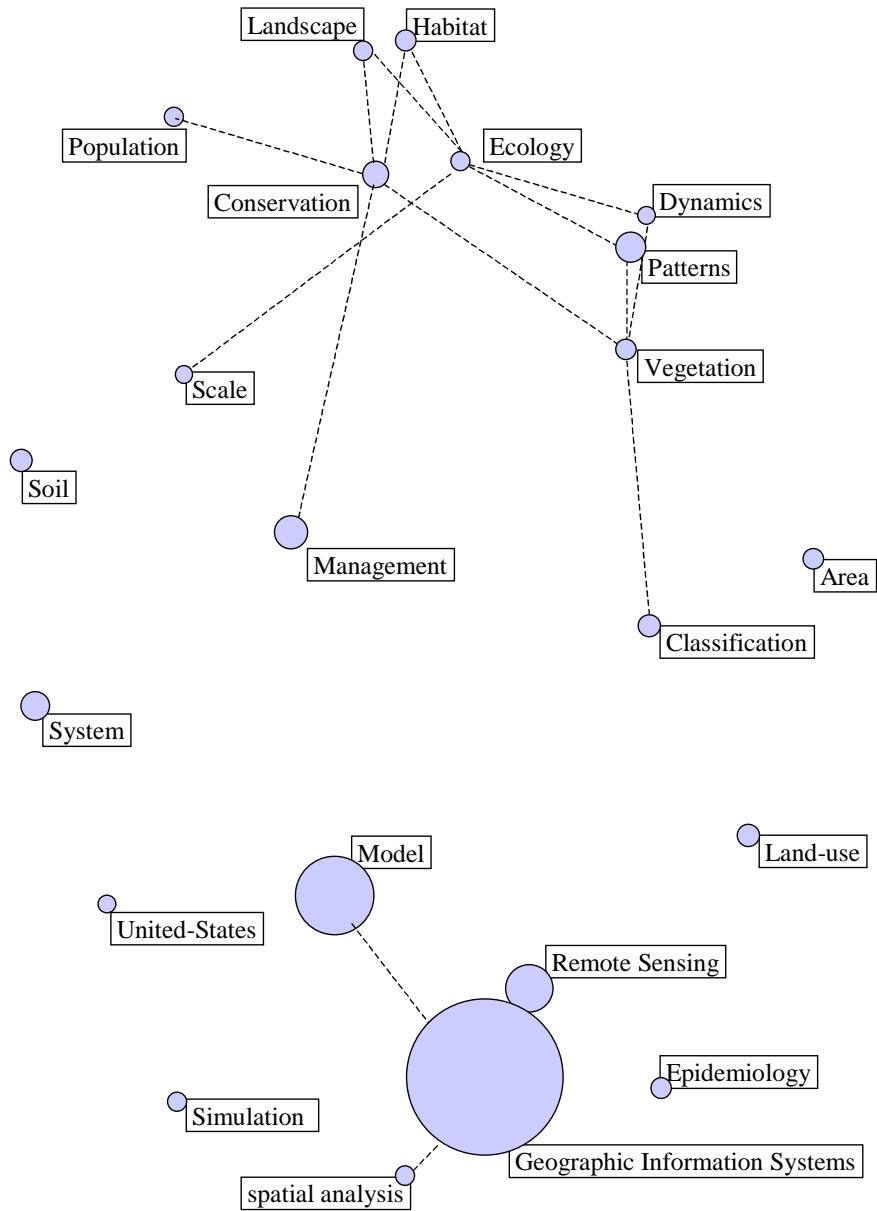 Landscape
Habitat
Population
Ecology
Conservation
Dynamics
Patterns
Vegetation
Scale
Soil
Management
Area
Classification
System
Model
Land-use
United-States
Remote Sensing
Epidemiology
Simulation
Geographic Information Systems
spatial analysis